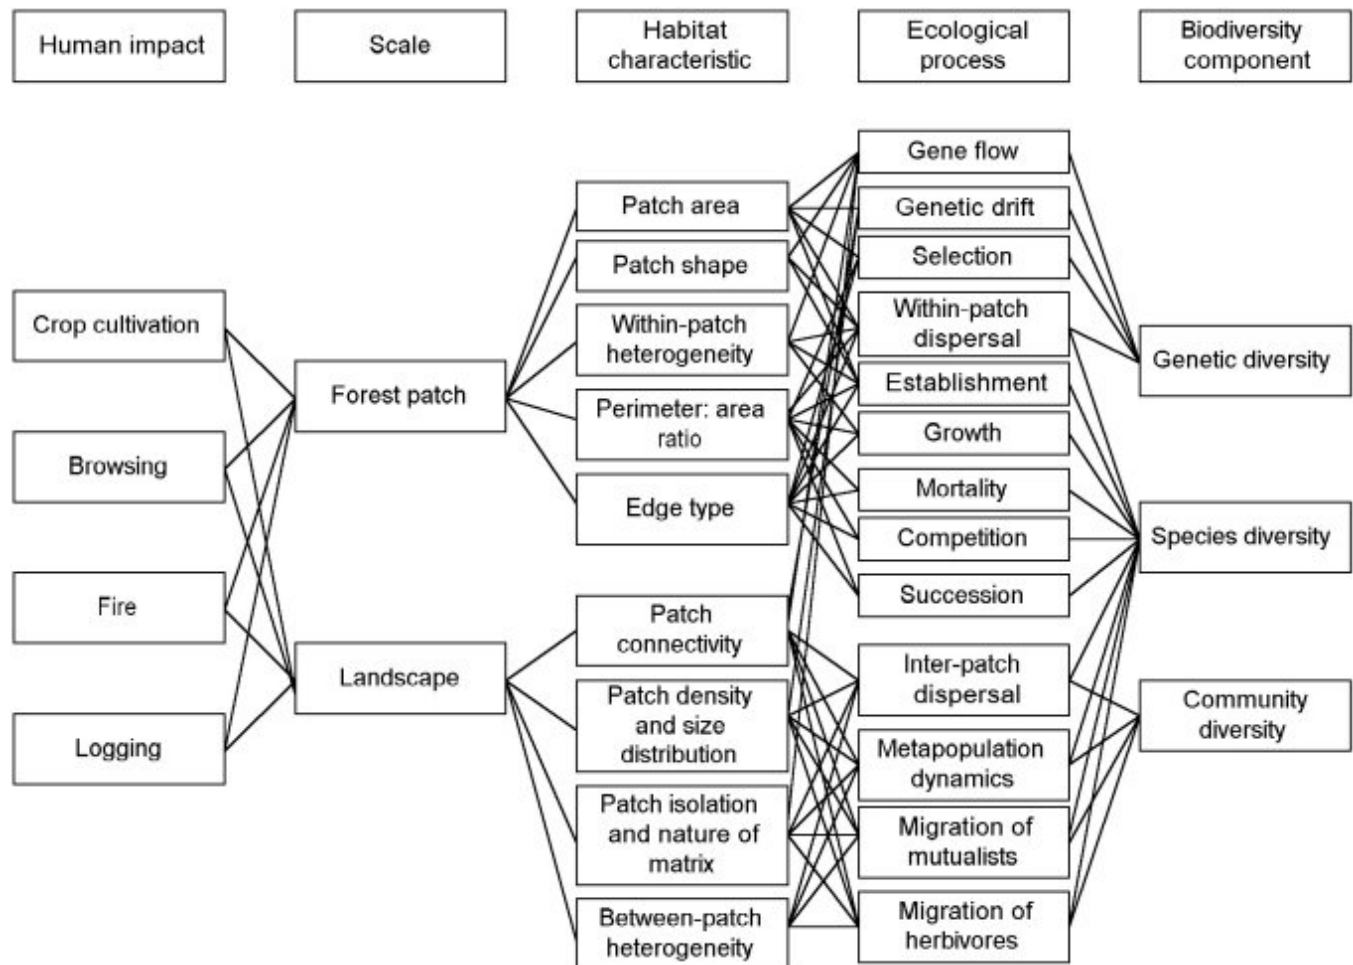 Human impact
Scale
Habitat
characteristic
Ecological
process
Biodiversity
component
Crop cultivation
Browsing
Fire
Logging
Forest patch
Landscape
Patch area
Patch shape
Within-patch
heterogeneity
Perimeter: area
ratio
Edge type
Patch
connectivity
Patch density
and size
distribution
Patch isolation
and nature of
matrix
Between-patch
heterogeneity
Gene flow
Genetic drift
Selection
Within-patch
dispersal
Establishment
Growth
Mortality
Competition
Succession
Inter-patch
dispersal
Metapopulation
dynamics
Migration of
mutualists
Migration of
herbivores
Genetic diversity
Species diversity
Community
diversity